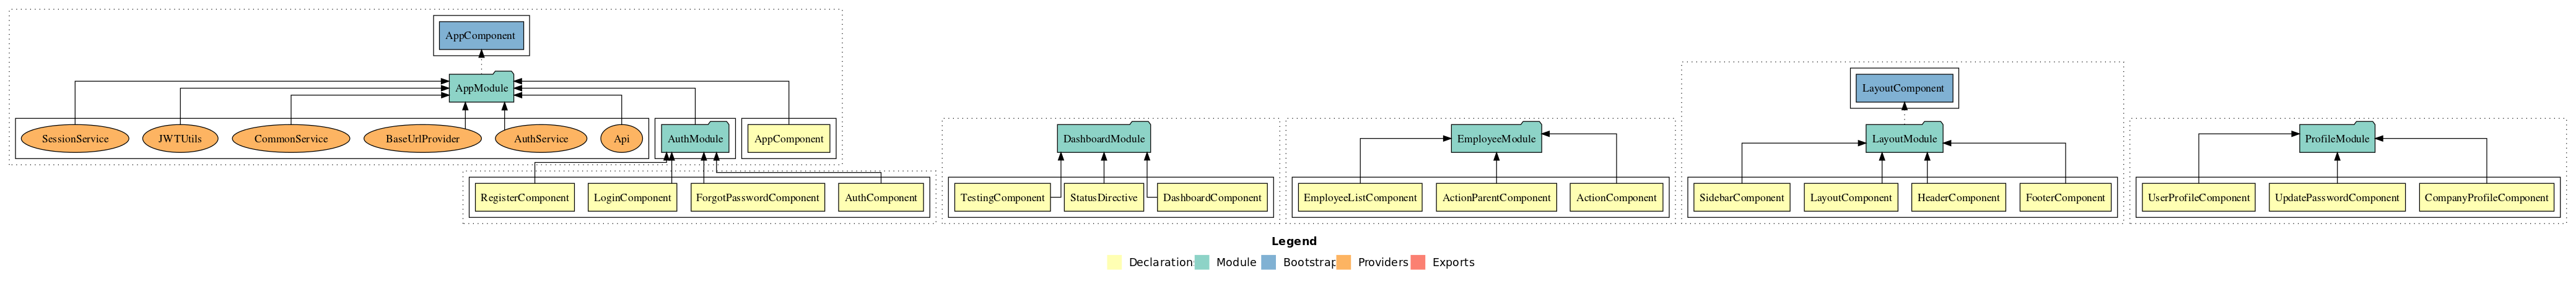 AppComponent
AppModule
LayoutComponent
SessionService
JWTUtils
CommonService
BaseUrlProvider
AuthService
Api
AuthModule
AppComponent
DashboardModule
EmployeeModule
LayoutModule
ProfileModule
RegisterComponent
LoginComponent
ForgotPasswordComponent
AuthComponent
TestingComponent
StatusDirective
DashboardComponent
EmployeeListComponent
ActionParentComponent
ActionComponent
SidebarComponent
LayoutComponent
HeaderComponent
FooterComponent
UserProfileComponent
UpdatePasswordComponent
CompanyProfileComponent
Legend
Declaration
Module
Bootstrap
Providers
Exports